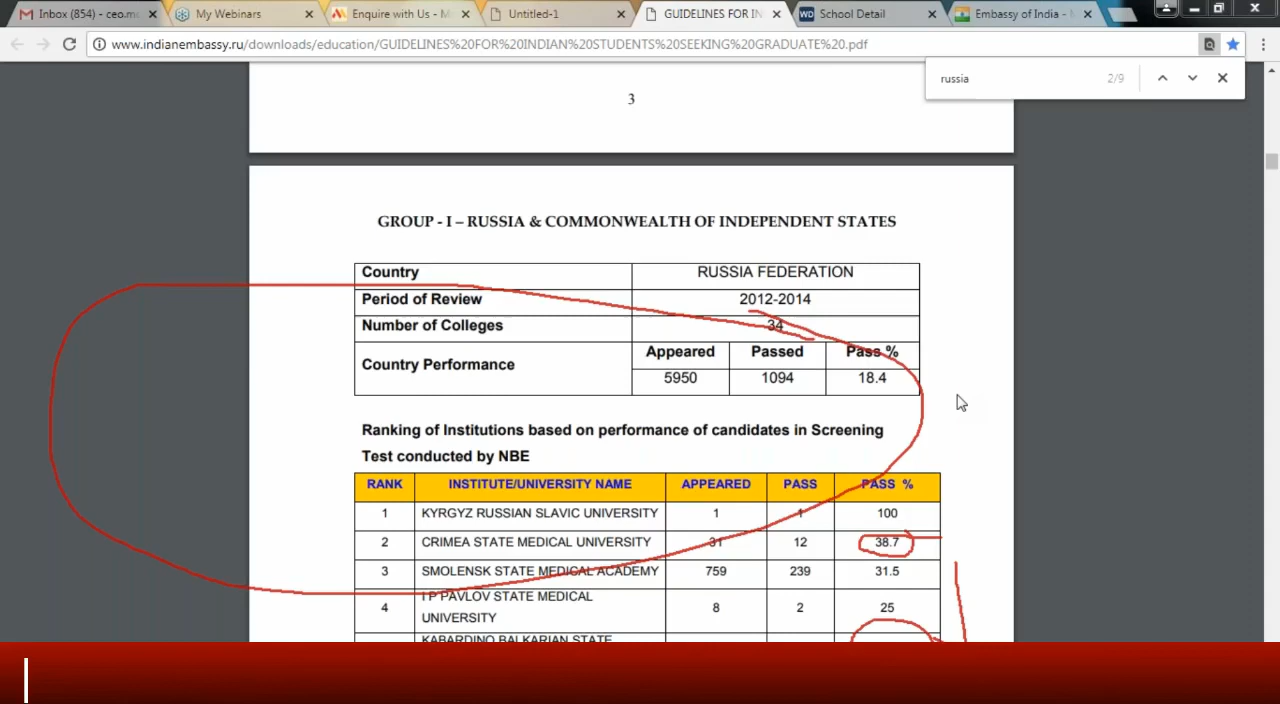 Inbox (854) - ceo.m
My Webinars
Enquire with Us - M
Untitled-1
GUIDELINES FOR IN
WD School Detail
Embassy of India -
www.indianembassy.ru/downloads/education/GUIDELINES%20FOR%20INDIAN%20STUDENTS%20SEEKING%20GRADUATE%20.pdf
russia 2/9
3
GROUP - I – RUSSIA & COMMONWEALTH OF INDEPENDENT STATES
Country RUSSIA FEDERATION
Period of Review 2012-2014
Number of Colleges 34
Country Performance Appeared Passed Pass %
5950 1094 18.4
Ranking of Institutions based on performance of candidates in Screening
Test conducted by NBE
RANK INSTITUTE/UNIVERSITY NAME APPEARED PASS PASS %
1 KYRGYZ RUSSIAN SLAVIC UNIVERSITY 1 1 100
2 CRIMEA STATE MEDICAL UNIVERSITY 31 12 38.7
3 SMOLENSK STATE MEDICAL ACADEMY 759 239 31.5
4 I P PAVLOV STATE MEDICAL UNIVERSITY 8 2 25
KABARDINO BALKARIAN STATE